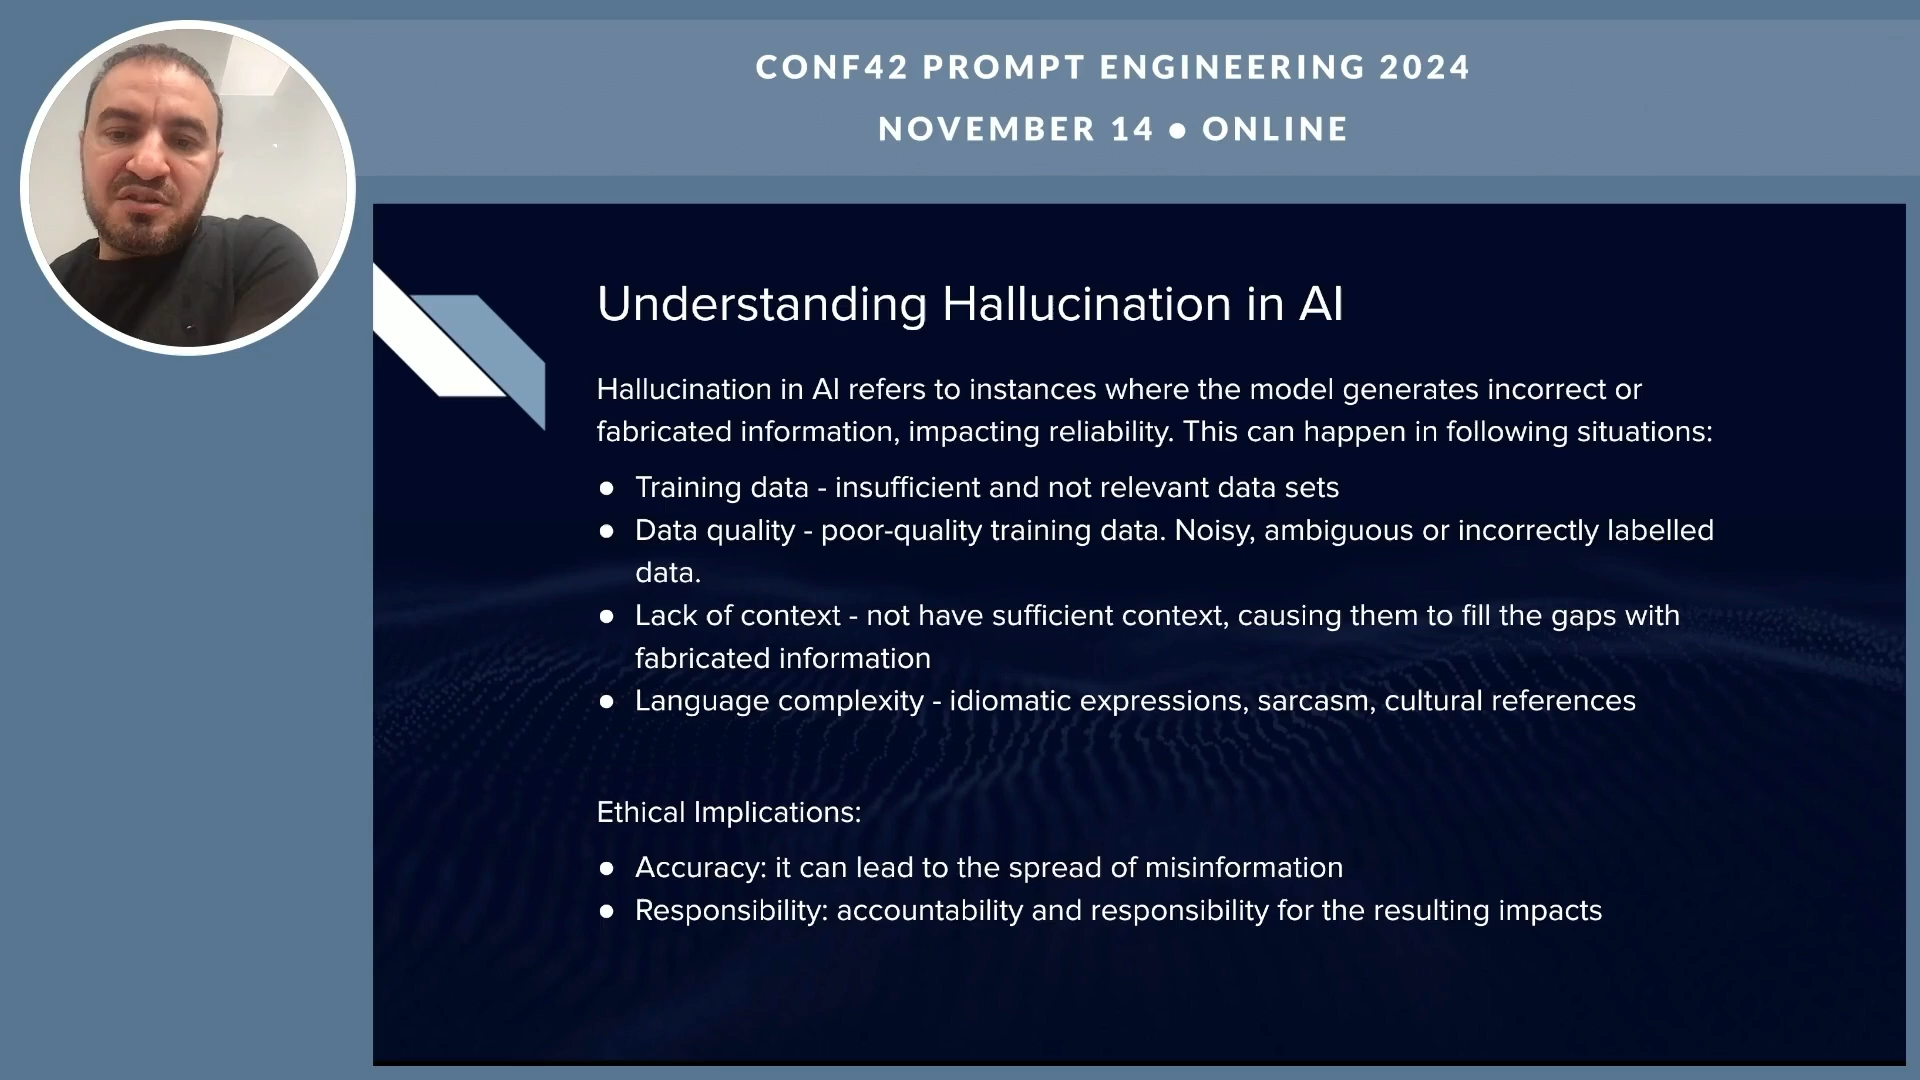 CONF42 PROMPT ENGINEERING 2024
NOVEMBER 14 ● ONLINE
Understanding Hallucination in AI
Hallucination in AI refers to instances where the model generates incorrect or
fabricated information, impacting reliability. This can happen in following situations:
● Training data - insufficient and not relevant data sets
● Data quality - poor-quality training data. Noisy, ambiguous or incorrectly labelled
data.
● Lack of context - not have sufficient context, causing them to fill the gaps with
fabricated information
● Language complexity - idiomatic expressions, sarcasm, cultural references
Ethical Implications:
● Accuracy: it can lead to the spread of misinformation
● Responsibility: accountability and responsibility for the resulting impacts